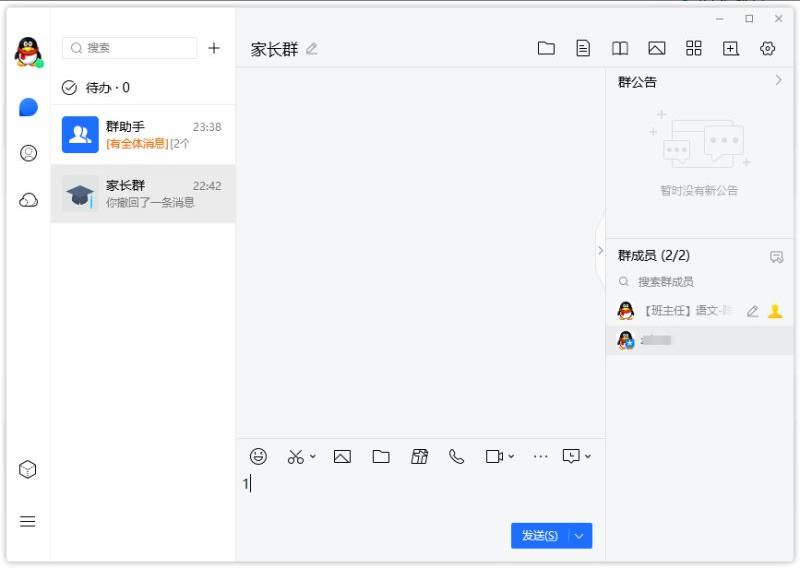 家长群
搜索
待办 · 0
群助手
23:38
[有全体消息][2个
家长群
22:42
你撤回了一条消息
群公告
暂时没有新公告
群成员 (2/2)
搜索群成员
【班主任】语文-
1
发送(S)